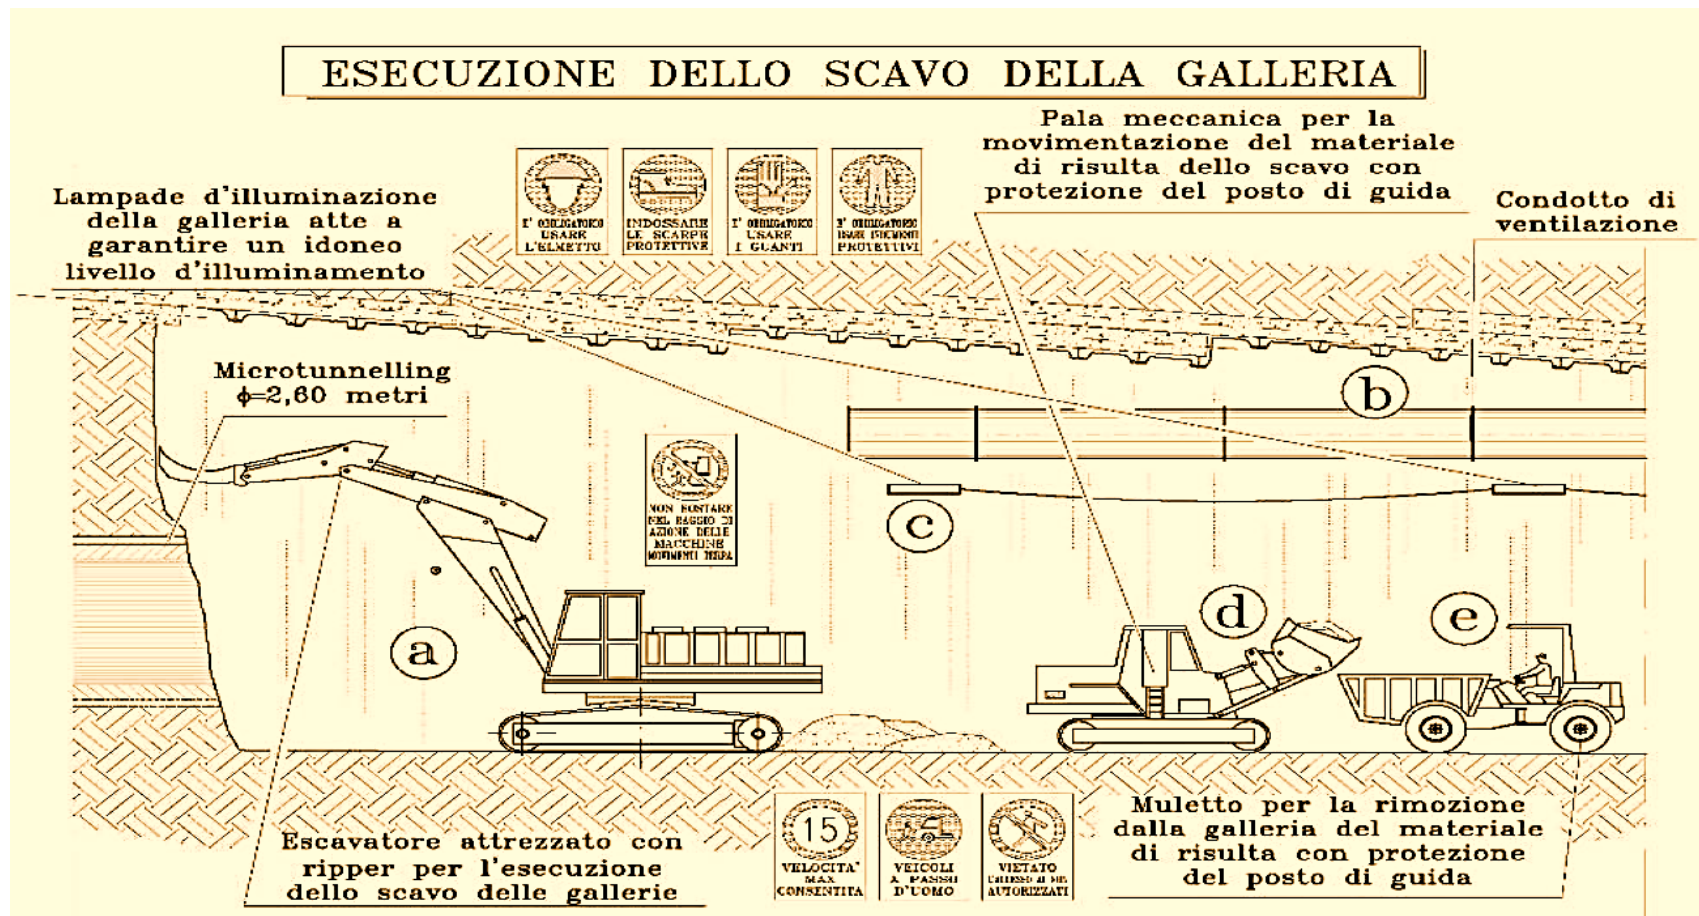 ESECUZIONE DELLO SCAVO DELLA GALLERIA
Pala meccanica per la
movimentazione del materiale
di risulta dello scavo con
protezione del posto di guida
Condotto di
ventilazione
Lampade d'illuminazione
della galleria atte a
garantire un idoneo
livello d'illuminamento
E' OBBLIGATORIO
USARE
L'ELMETTO
INDOSSARE
LE SCARPE
PROTETTIVE
E' OBBLIGATORIO
USARE
I GUANTI
E' OBBLIGATORIO
USARE INDUMENTI
PROTETTIVI
Microtunnelling
ϕ=2,60 metri
NON SOSTARE
NEL RAGGIO DI
AZIONE DELLE
MACCHINE
MOVIMENTI TERRA
a
b
c
d
e
Escavatore attrezzato con
ripper per l'esecuzione
dello scavo delle gallerie
15
VELOCITA'
MAX
CONSENTITA
VEICOLI
A PASSO
D'UOMO
VIETATO
AUTORIZZATI
Muletto per la rimozione
dalla galleria del materiale
di risulta con protezione
del posto di guida